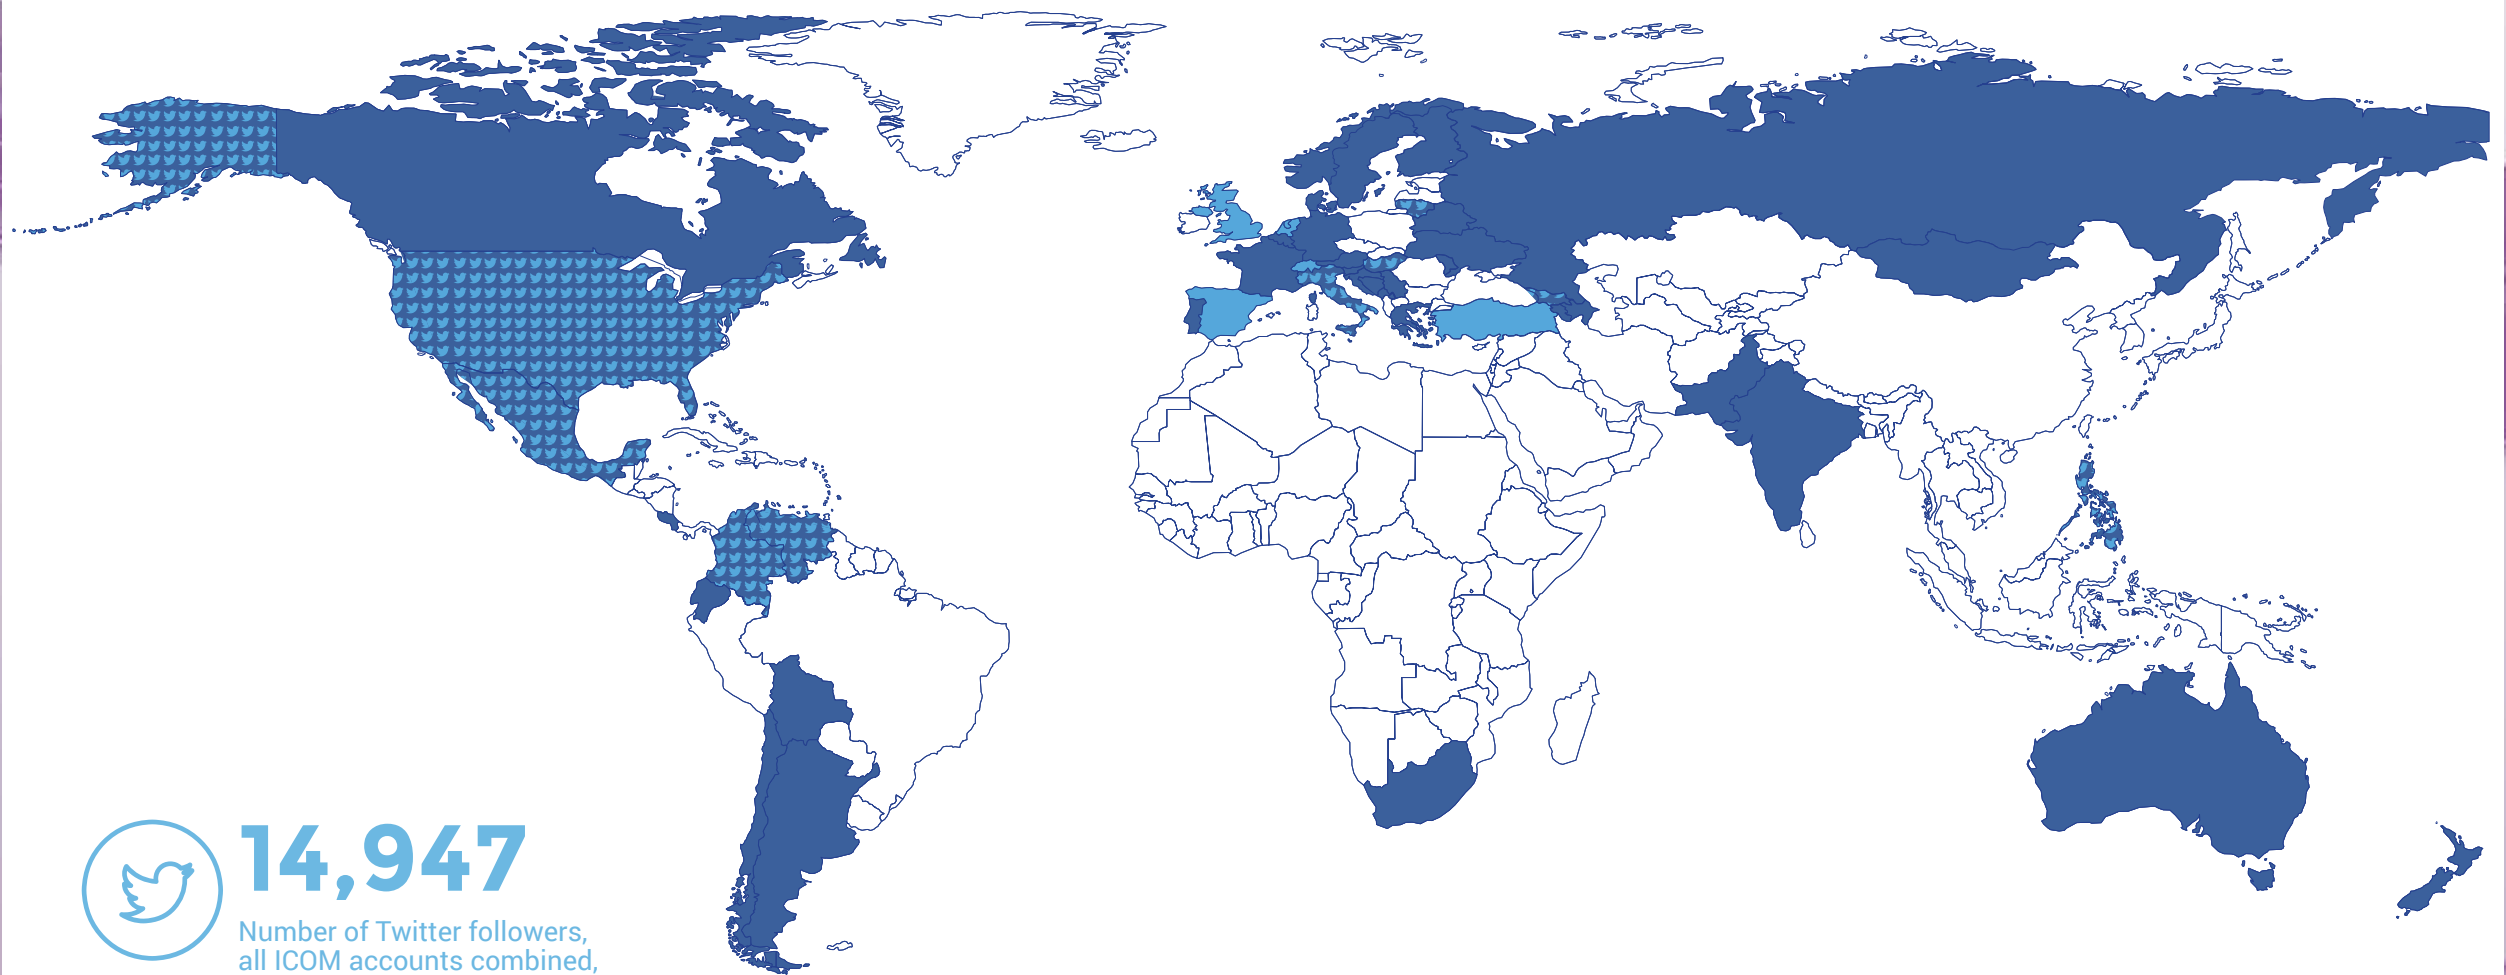 14,947
Number of Twitter followers,
all ICOM accounts combined,